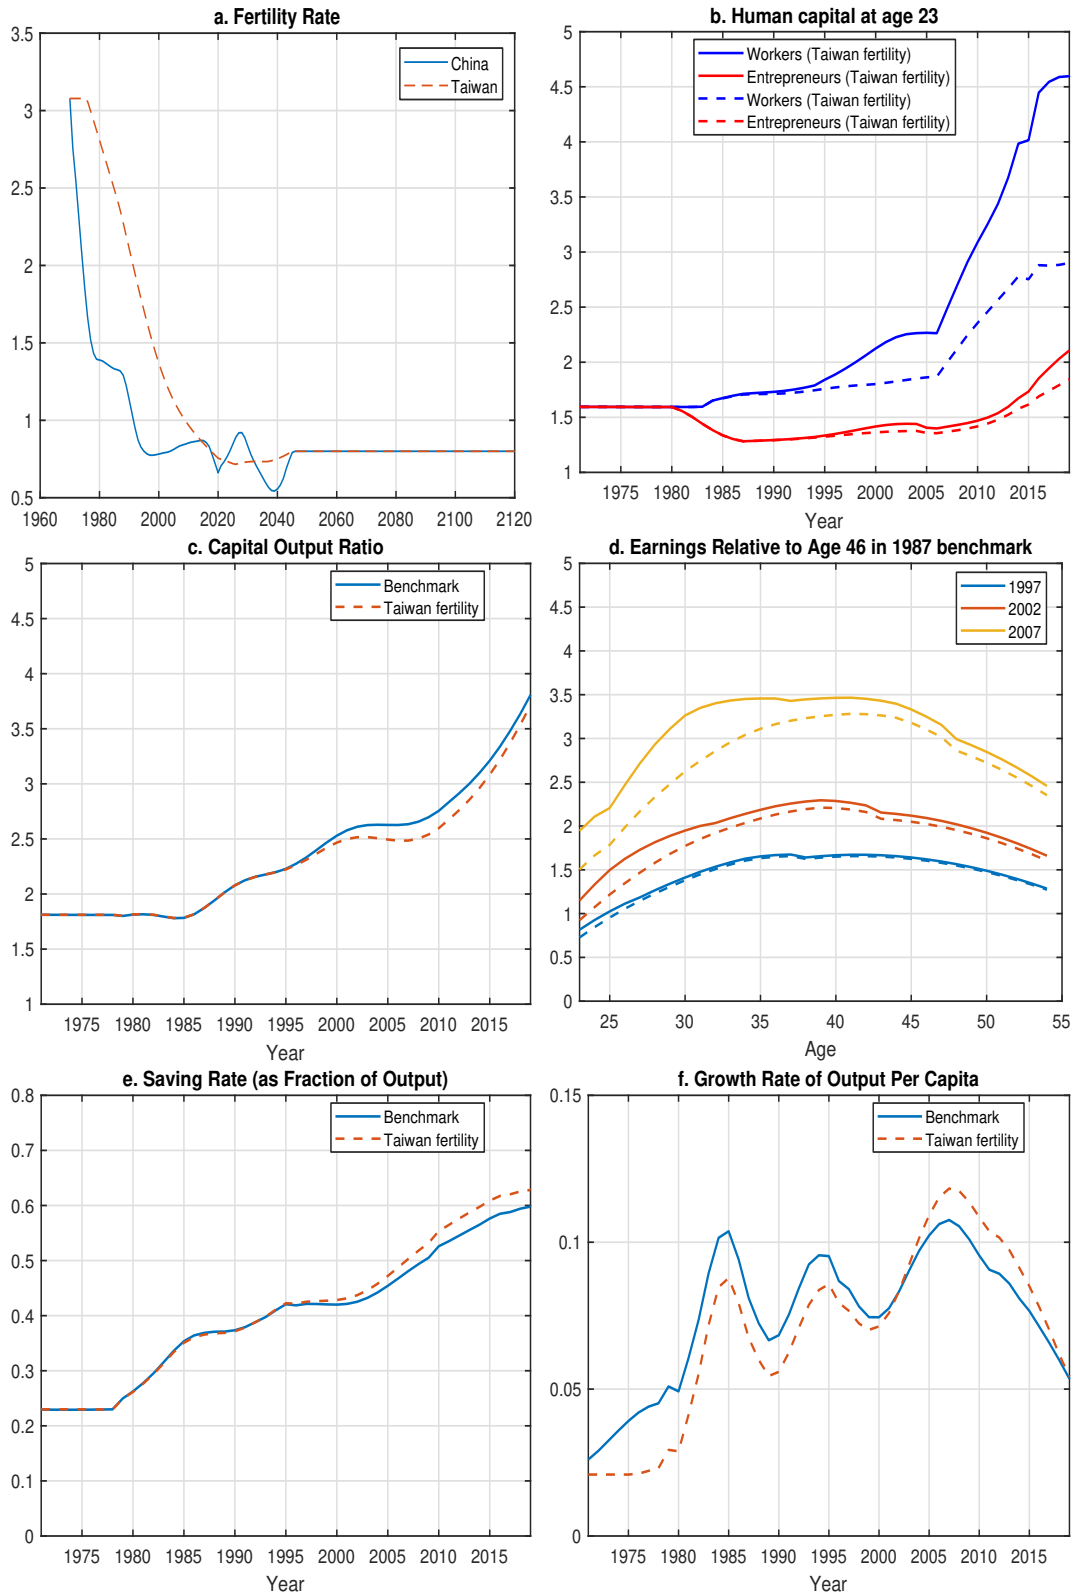 a. Fertility Rate
3.5
3
2.5
2
1.5
1
0.5
1960 1980 2000 2020 2040 2060 2080 2100 2120
China
Taiwan
b. Human capital at age 23
5
4.5
4
3.5
3
2.5
2
1.5
1
1975 1980 1985 1990 1995 2000 2005 2010 2015
Year
Workers (Taiwan fertility)
Entrepreneurs (Taiwan fertility)
Workers (Taiwan fertility)
Entrepreneurs (Taiwan fertility)
c. Capital Output Ratio
5
4.5
4
3.5
3
2.5
2
1.5
1
1975 1980 1985 1990 1995 2000 2005 2010 2015
Year
Benchmark
Taiwan fertility
d. Earnings Relative to Age 46 in 1987 benchmark
5
4.5
4
3.5
3
2.5
2
1.5
1
0.5
0
25 30 35 40 45 50 55
Age
1997
2002
2007
e. Saving Rate (as Fraction of Output)
0.8
0.7
0.6
0.5
0.4
0.3
0.2
0.1
0
1975 1980 1985 1990 1995 2000 2005 2010 2015
Year
Benchmark
Taiwan fertility
f. Growth Rate of Output Per Capita
0.15
0.1
0.05
0
1975 1980 1985 1990 1995 2000 2005 2010 2015
Year
Benchmark
Taiwan fertility